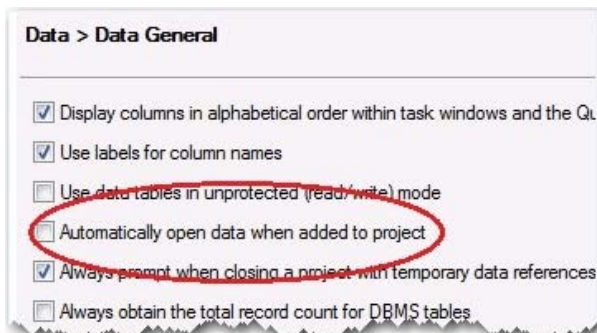 Data > Data General
Display columns in alphabetical order within task windows and the
Use labels for column names
Use data tables in unprotected (read/write) mode
Automatically open data when added to project
Always prompt when closing a project with temporary data references
Always obtain the total record count for DBMS tables